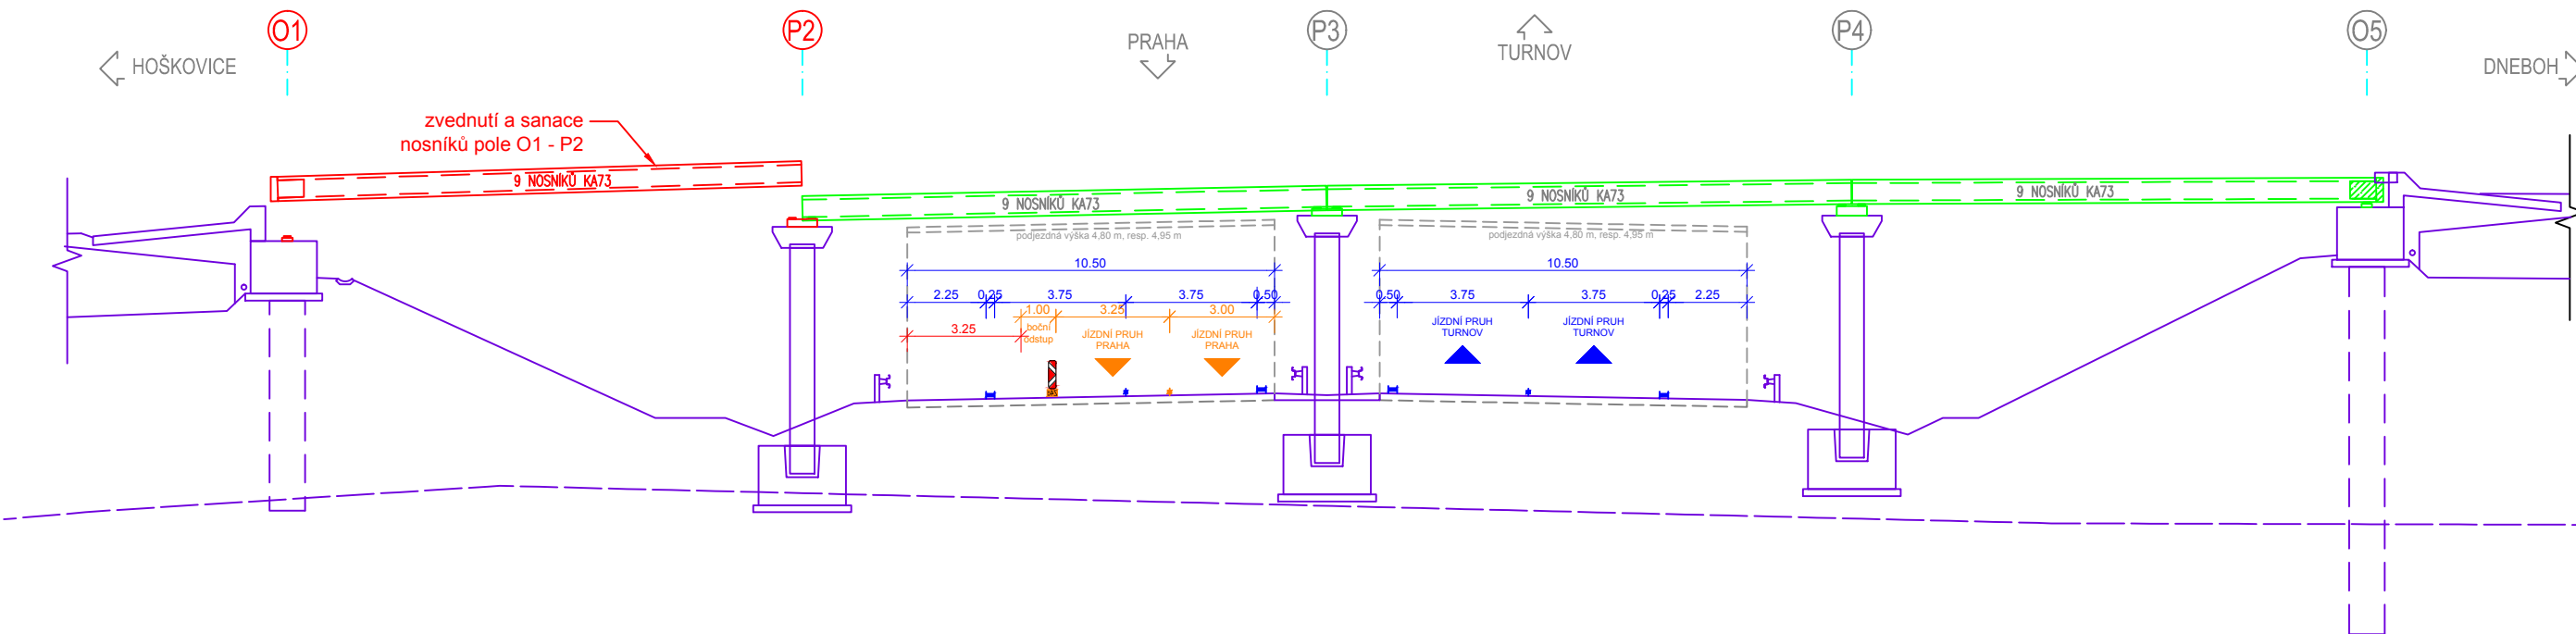 O1
P2
P3
P4
O5
HOŠKOVICE
PRAHA
TURNOV
DNEBOH
zvednutí a sanace
nosníků pole O1 - P2
9 NOSNÍKŮ KA73
9 NOSNÍKŮ KA73
9 NOSNÍKŮ KA73
9 NOSNÍKŮ KA73
podjezdná výška 4,80 m, resp. 4,95 m
podjezdná výška 4,80 m, resp. 4,95 m
10.50
10.50
2.25 0.25 3.75 3.75 0.50
0.50 3.75 3.75 0.25 2.25
1.00 3.25 3.00
3.25
boční
odstup
JÍZDNÍ PRUH
PRAHA
JÍZDNÍ PRUH
PRAHA
JÍZDNÍ PRUH
TURNOV
JÍZDNÍ PRUH
TURNOV